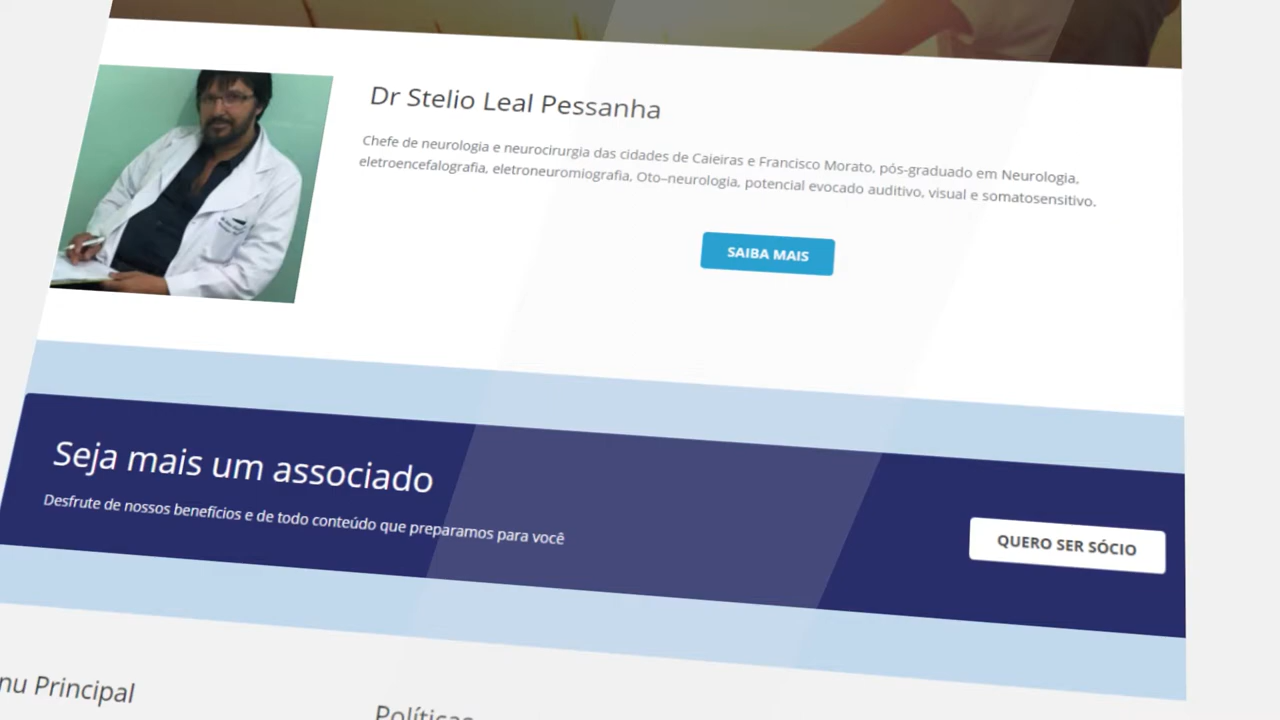 Dr Stelio Leal Pessanha
Chefe de neurologia e neurocirurgia das cidades de Caieiras e Francisco Morato, pós-graduado em Neurologia,
eletroencefalografia, eletroneuromiografia, Oto–neurologia, potencial evocado auditivo, visual e somatosensitivo.
SAIBA MAIS
Seja mais um associado
Desfrute de nossos benefícios e de todo conteúdo que preparamos para você
QUERO SER SÓCIO
nu Principal
Políticas